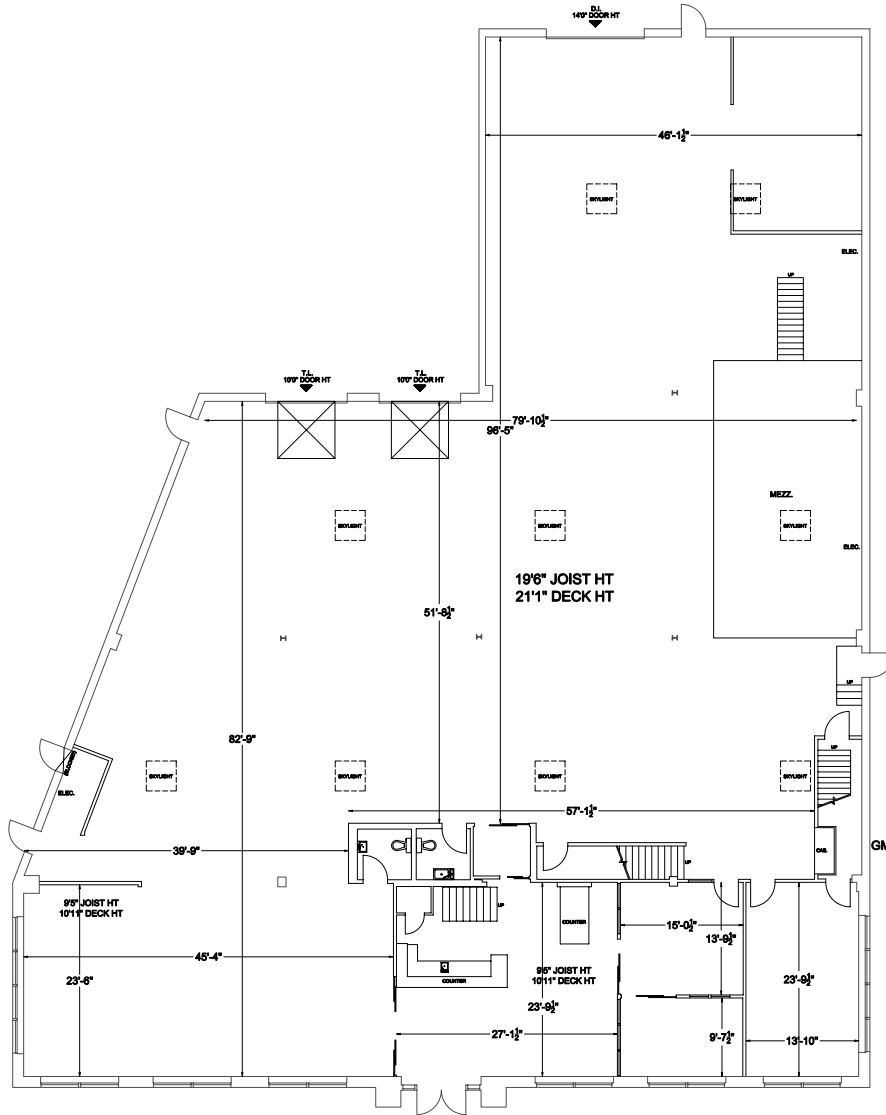 D.I.
14'0" DOOR HT
46'-1½"
SKYLIGHT
SKYLIGHT
ELEC.
UP
T.L.
10'0" DOOR HT
T.L.
10'0" DOOR HT
79'-10½"
96'-5"
MEZZ.
SKYLIGHT
SKYLIGHT
SKYLIGHT
ELEC.
19'6" JOIST HT
21'1" DECK HT
51'-8½"
UP
82'-9"
UP
SKYLIGHT
SKYLIGHT
SKYLIGHT
SKYLIGHT
ELEC.
57'-1½"
39'-9"
CAB.
GM
UP
9'5" JOIST HT
10'11" DECK HT
UP
COUNTER
15'-0½"
13'-9½"
45'-4"
23'-6"
COUNTER
9'5" JOIST HT
10'11" DECK HT
23'-9½"
23'-9½"
27'-1½"
9'-7½"
13'-10"